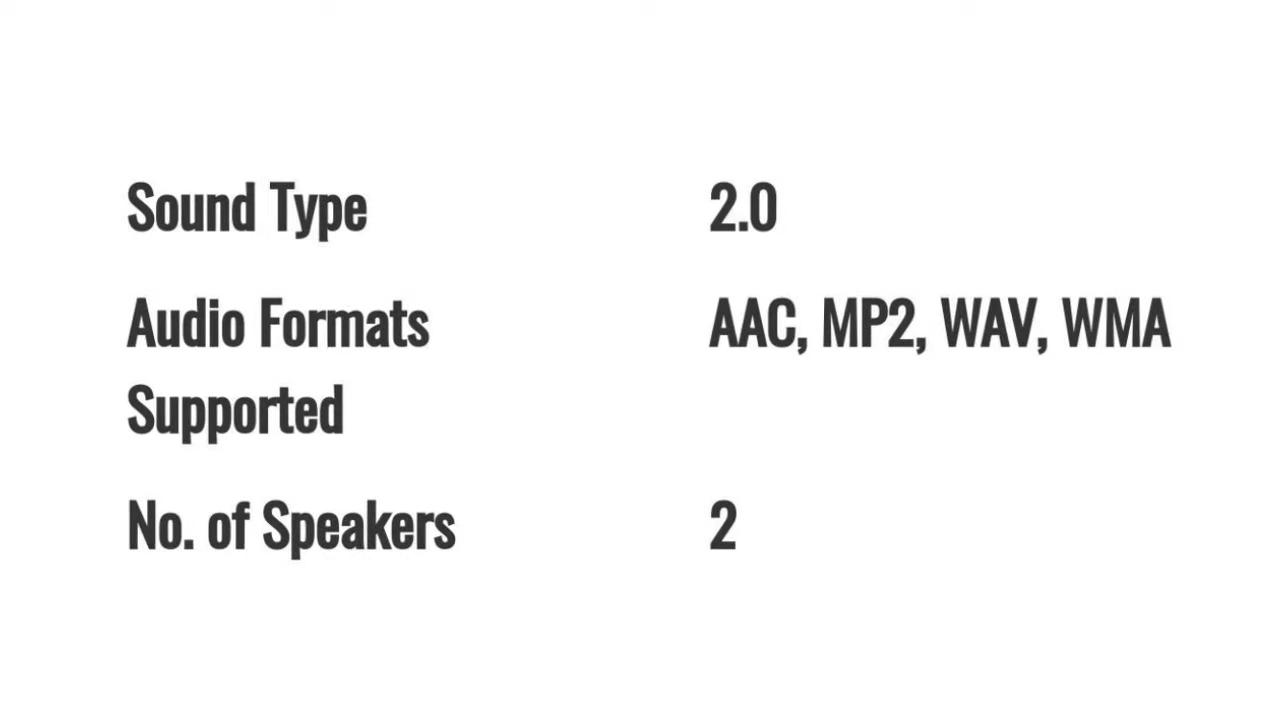 Sound Type 2.0
Audio Formats AAC, MP2, WAV, WMA
Supported
No. of Speakers 2